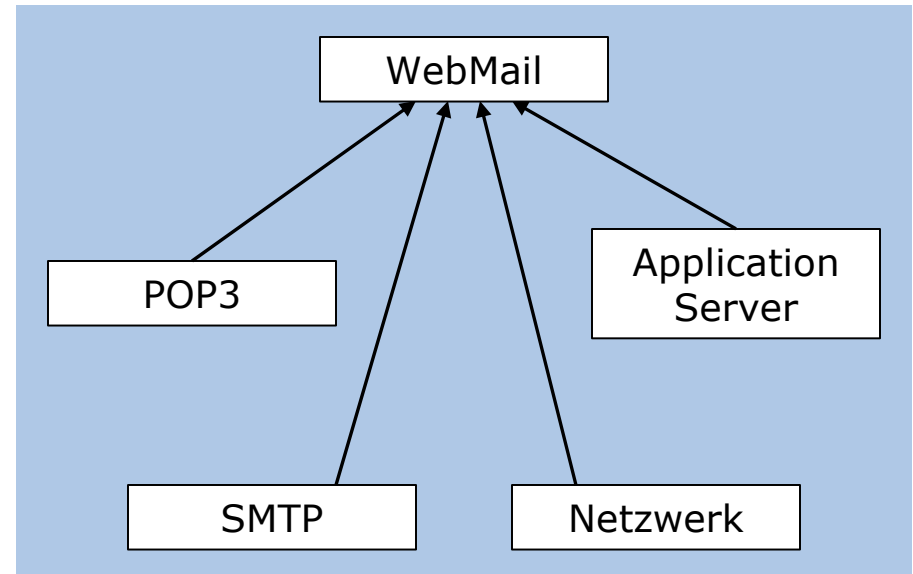 WebMail
POP3
Application
Server
SMTP
Netzwerk